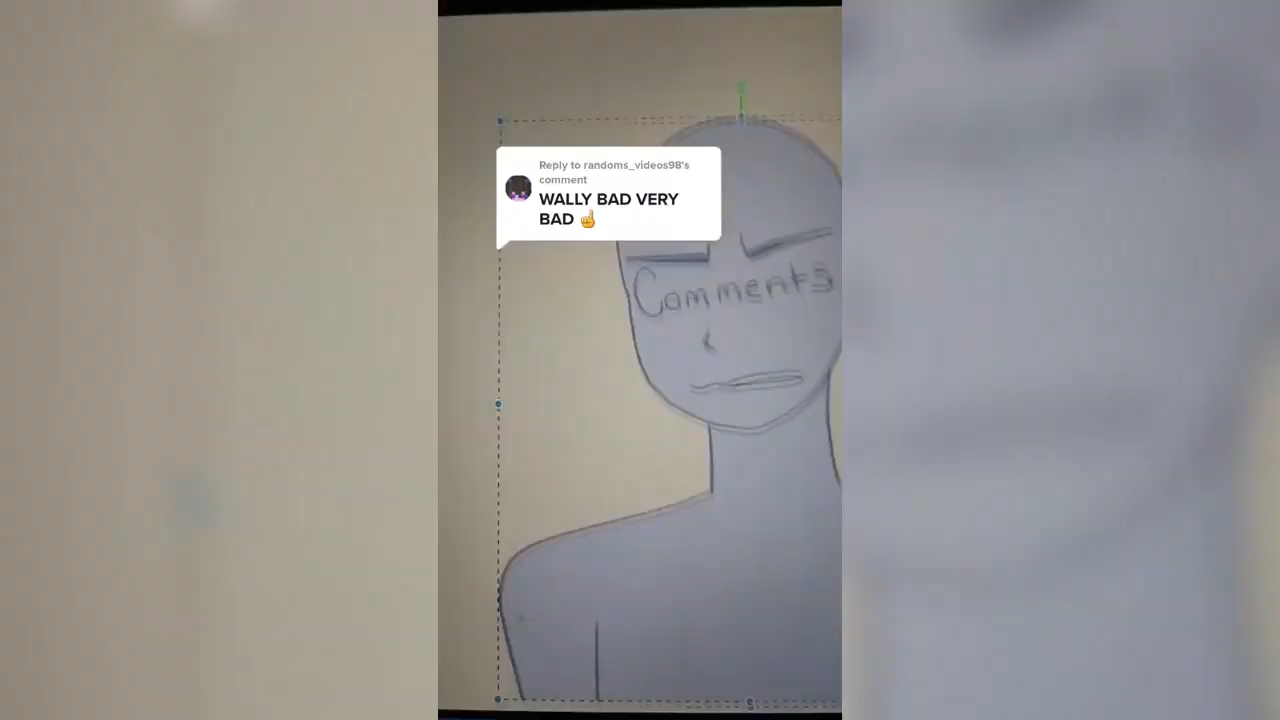 Reply to randoms_videos98's
comment
WALLY BAD VERY
BAD ☝️
Comments